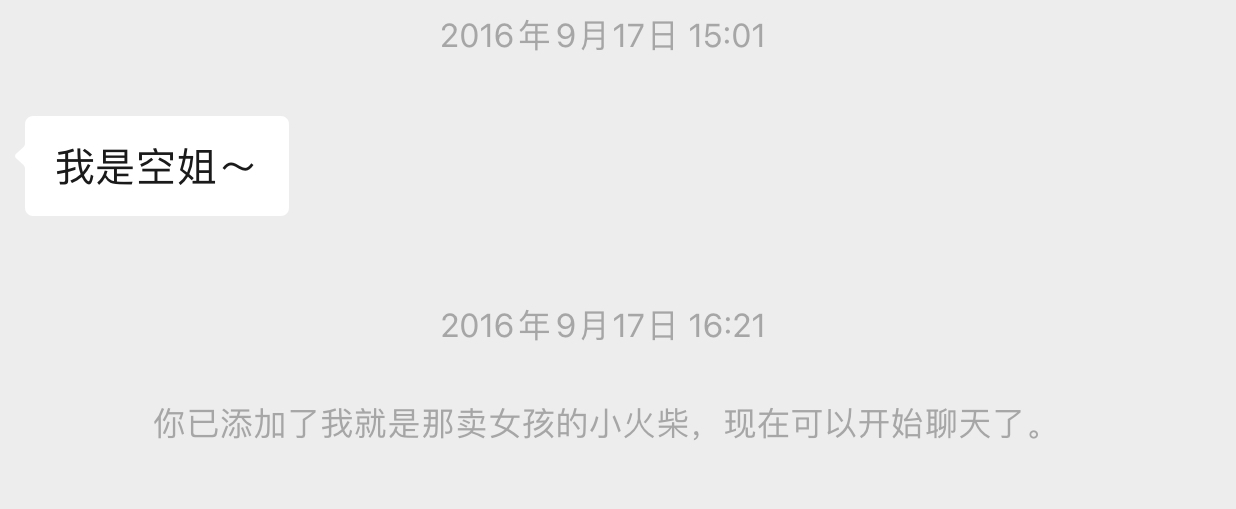 2016年9月17日 15:01
我是空姐～
2016年9月17日 16:21
你已添加了我就是那卖女孩的小火柴，现在可以开始聊天了。